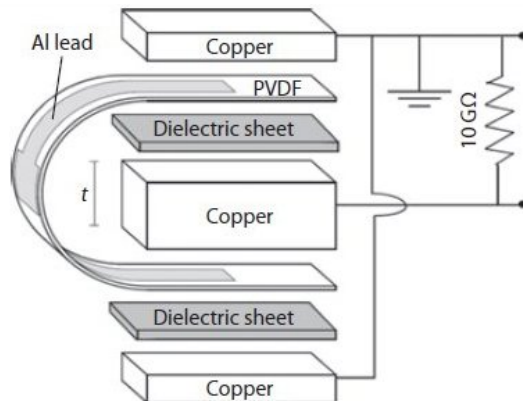 Copper
Al lead
PVDF
Dielectric sheet
10 GΩ
t
Copper
Dielectric sheet
Copper